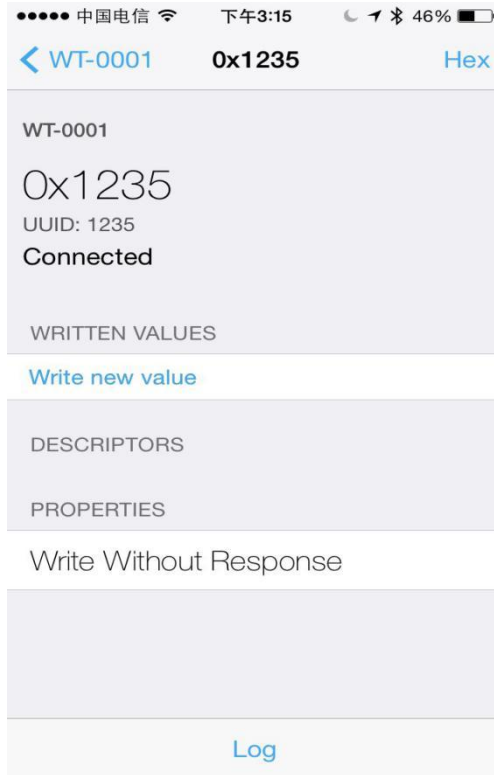 中国电信 下午3:15 46%
WT-0001 0x1235 Hex
WT-0001
0x1235
UUID: 1235
Connected
WRITTEN VALUES
Write new value
DESCRIPTORS
PROPERTIES
Write Without Response
Log